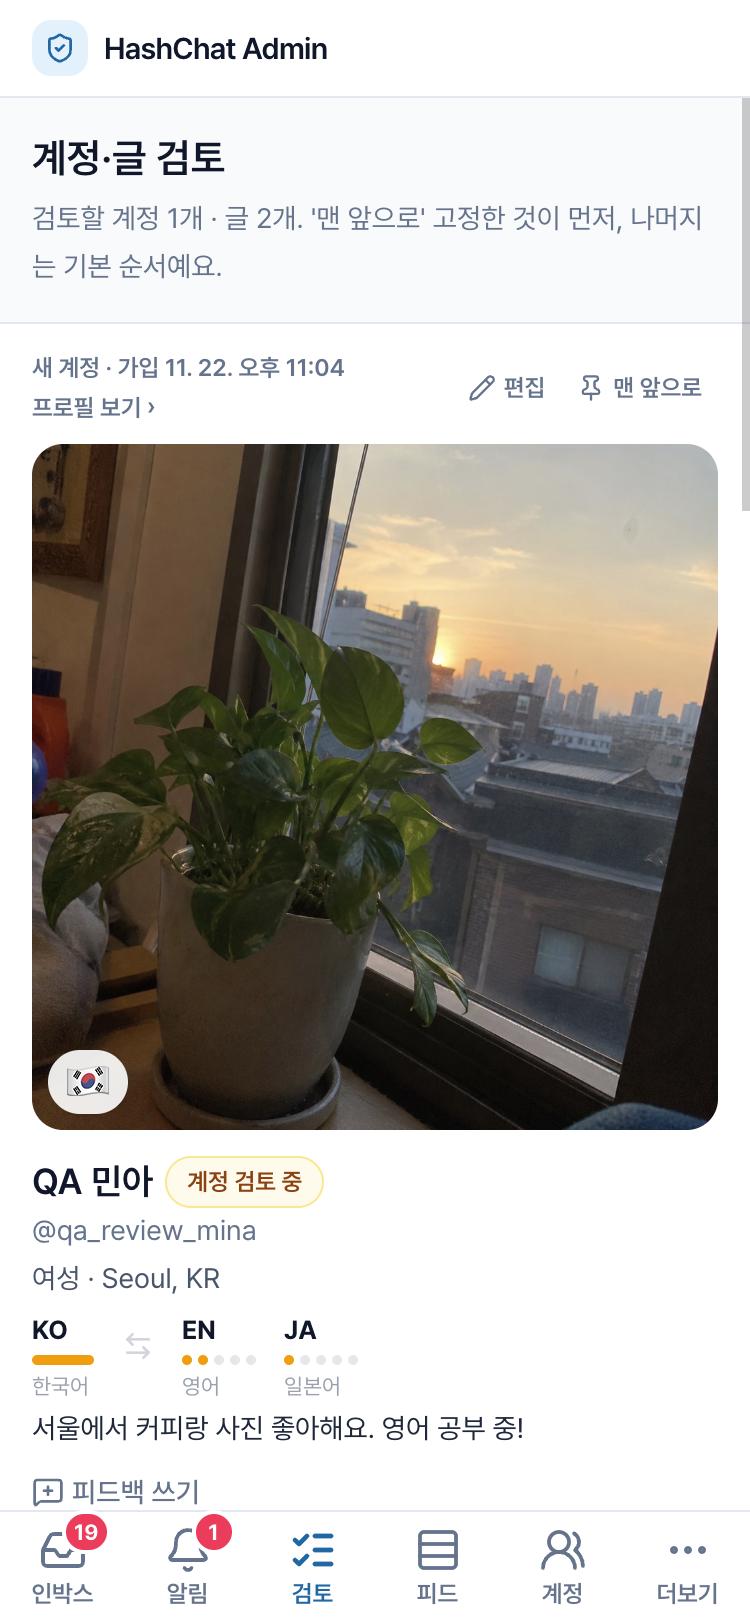 HashChat Admin
계정·글 검토
검토할 계정 1개 · 글 2개. '맨 앞으로' 고정한 것이 먼저, 나머지
는 기본 순서예요.
새 계정 · 가입 11. 22. 오후 11:04
프로필 보기 ›
편집
맨 앞으로
QA 민아
계정 검토 중
@qa_review_mina
여성 · Seoul, KR
KO
EN
JA
한국어
영어
일본어
서울에서 커피랑 사진 좋아해요. 영어 공부 중!
피드백 쓰기
19
1
인박스
알림
검토
피드
계정
더보기